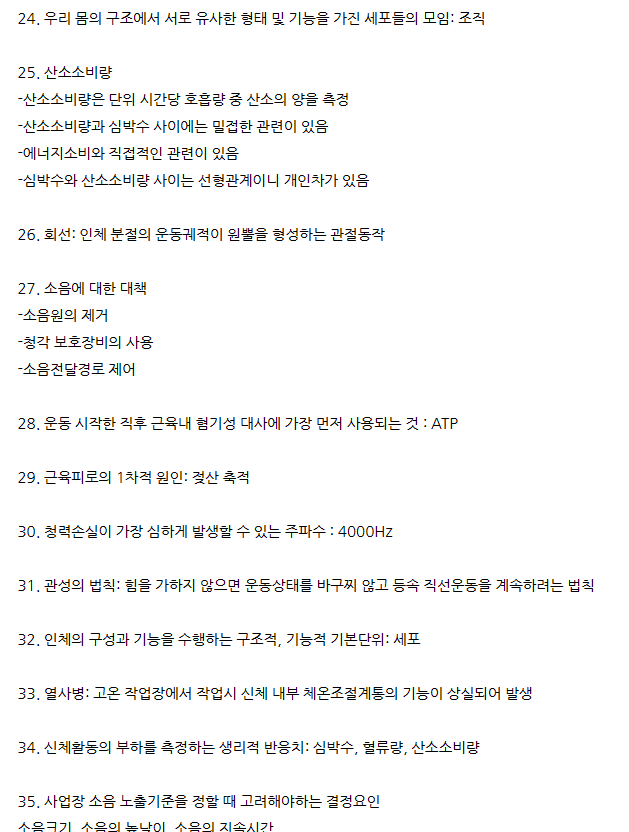 24. 우리 몸의 구조에서 서로 유사한 형태 및 기능을 가진 세포들의 모임: 조직
25. 산소소비량
-산소소비량은 단위 시간당 호흡량 중 산소의 양을 측정
-산소소비량과 심박수 사이에는 밀접한 관련이 있음
-에너지소비와 직접적인 관련이 있음
-심박수와 산소소비량 사이는 선형관계이니 개인차가 있음
26. 회선: 인체 분절의 운동궤적이 원뿔을 형성하는 관절동작
27. 소음에 대한 대책
-소음원의 제거
-청각 보호장비의 사용
-소음전달경로 제어
28. 운동 시작한 직후 근육내 혐기성 대사에 가장 먼저 사용되는 것 : ATP
29. 근육피로의 1차적 원인: 젖산 축적
30. 청력손실이 가장 심하게 발생할 수 있는 주파수 : 4000Hz
31. 관성의 법칙: 힘을 가하지 않으면 운동상태를 바구찌 않고 등속 직선운동을 계속하려는 법칙
32. 인체의 구성과 기능을 수행하는 구조적, 기능적 기본단위: 세포
33. 열사병: 고온 작업장에서 작업시 신체 내부 체온조절계통의 기능이 상실되어 발생
34. 신체활동의 부하를 측정하는 생리적 반응치: 심박수, 혈류량, 산소소비량
35. 사업장 소음 노출기준을 정할 때 고려해야하는 결정요인
소음크기, 소음의 높낮이, 소음의 지속시간